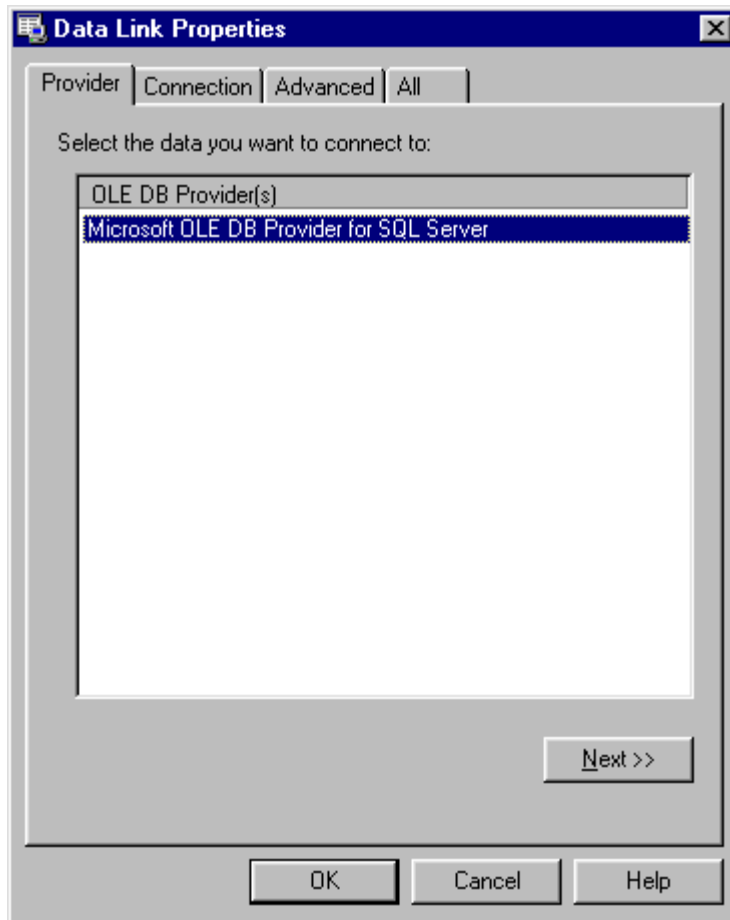 Data Link Properties
Provider Connection Advanced All
Select the data you want to connect to:
OLE DB Provider(s)
Microsoft OLE DB Provider for SQL Server
Next >>
OK Cancel Help